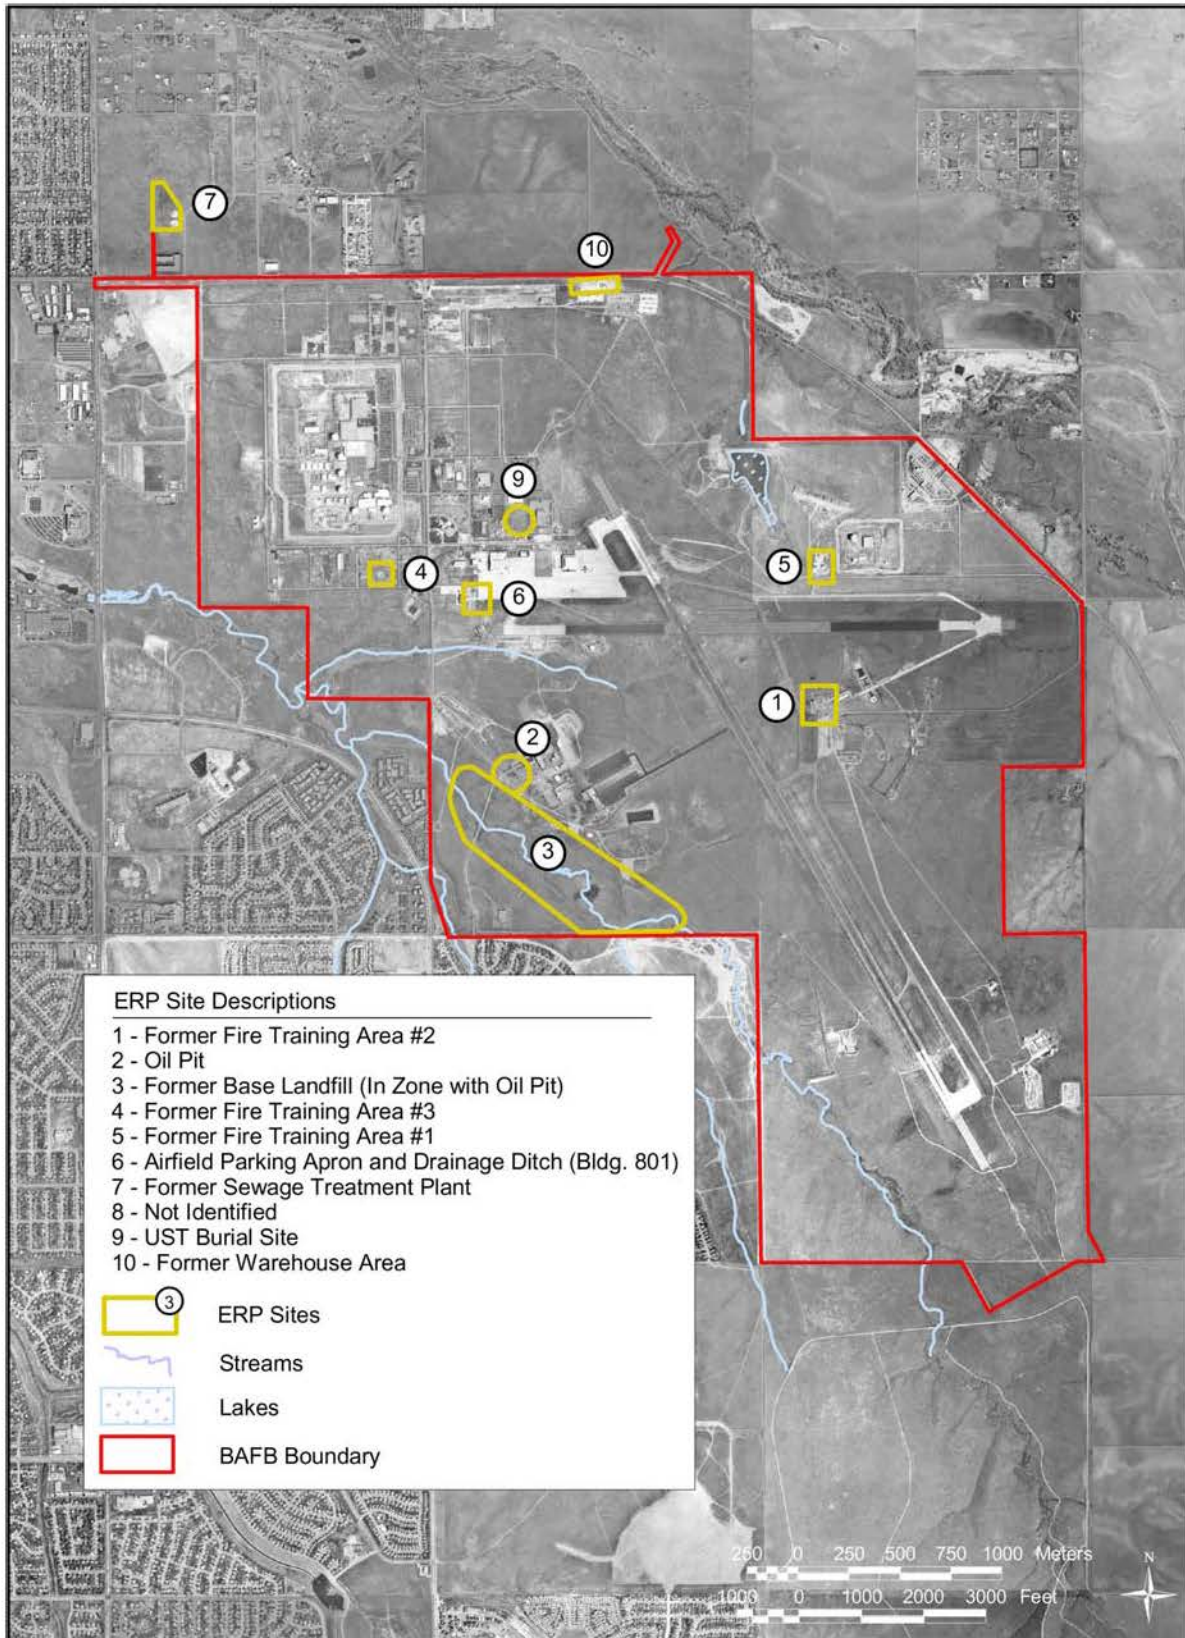 7
10
9
4
6
5
1
2
3
ERP Site Descriptions
1 - Former Fire Training Area #2
2 - Oil Pit
3 - Former Base Landfill (In Zone with Oil Pit)
4 - Former Fire Training Area #3
5 - Former Fire Training Area #1
6 - Airfield Parking Apron and Drainage Ditch (Bldg. 801)
7 - Former Sewage Treatment Plant
8 - Not Identified
9 - UST Burial Site
10 - Former Warehouse Area
3
ERP Sites
Streams
Lakes
BAFB Boundary
250 0 250 500 750 1000 Meters
1000 0 1000 2000 3000 Feet
N